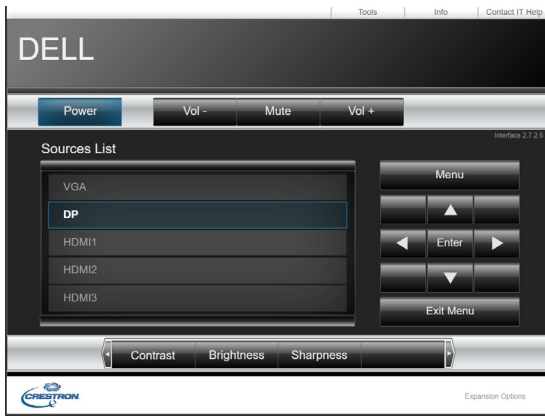 Tools Info Contact IT Help
DELL
Power Vol - Mute Vol +
Interface 2.7.2.6
Sources List
Menu
VGA
DP
HDMI1
Enter
HDMI2
HDMI3
Exit Menu
Contrast Brightness Sharpness
CRESTRON
Expansion Options